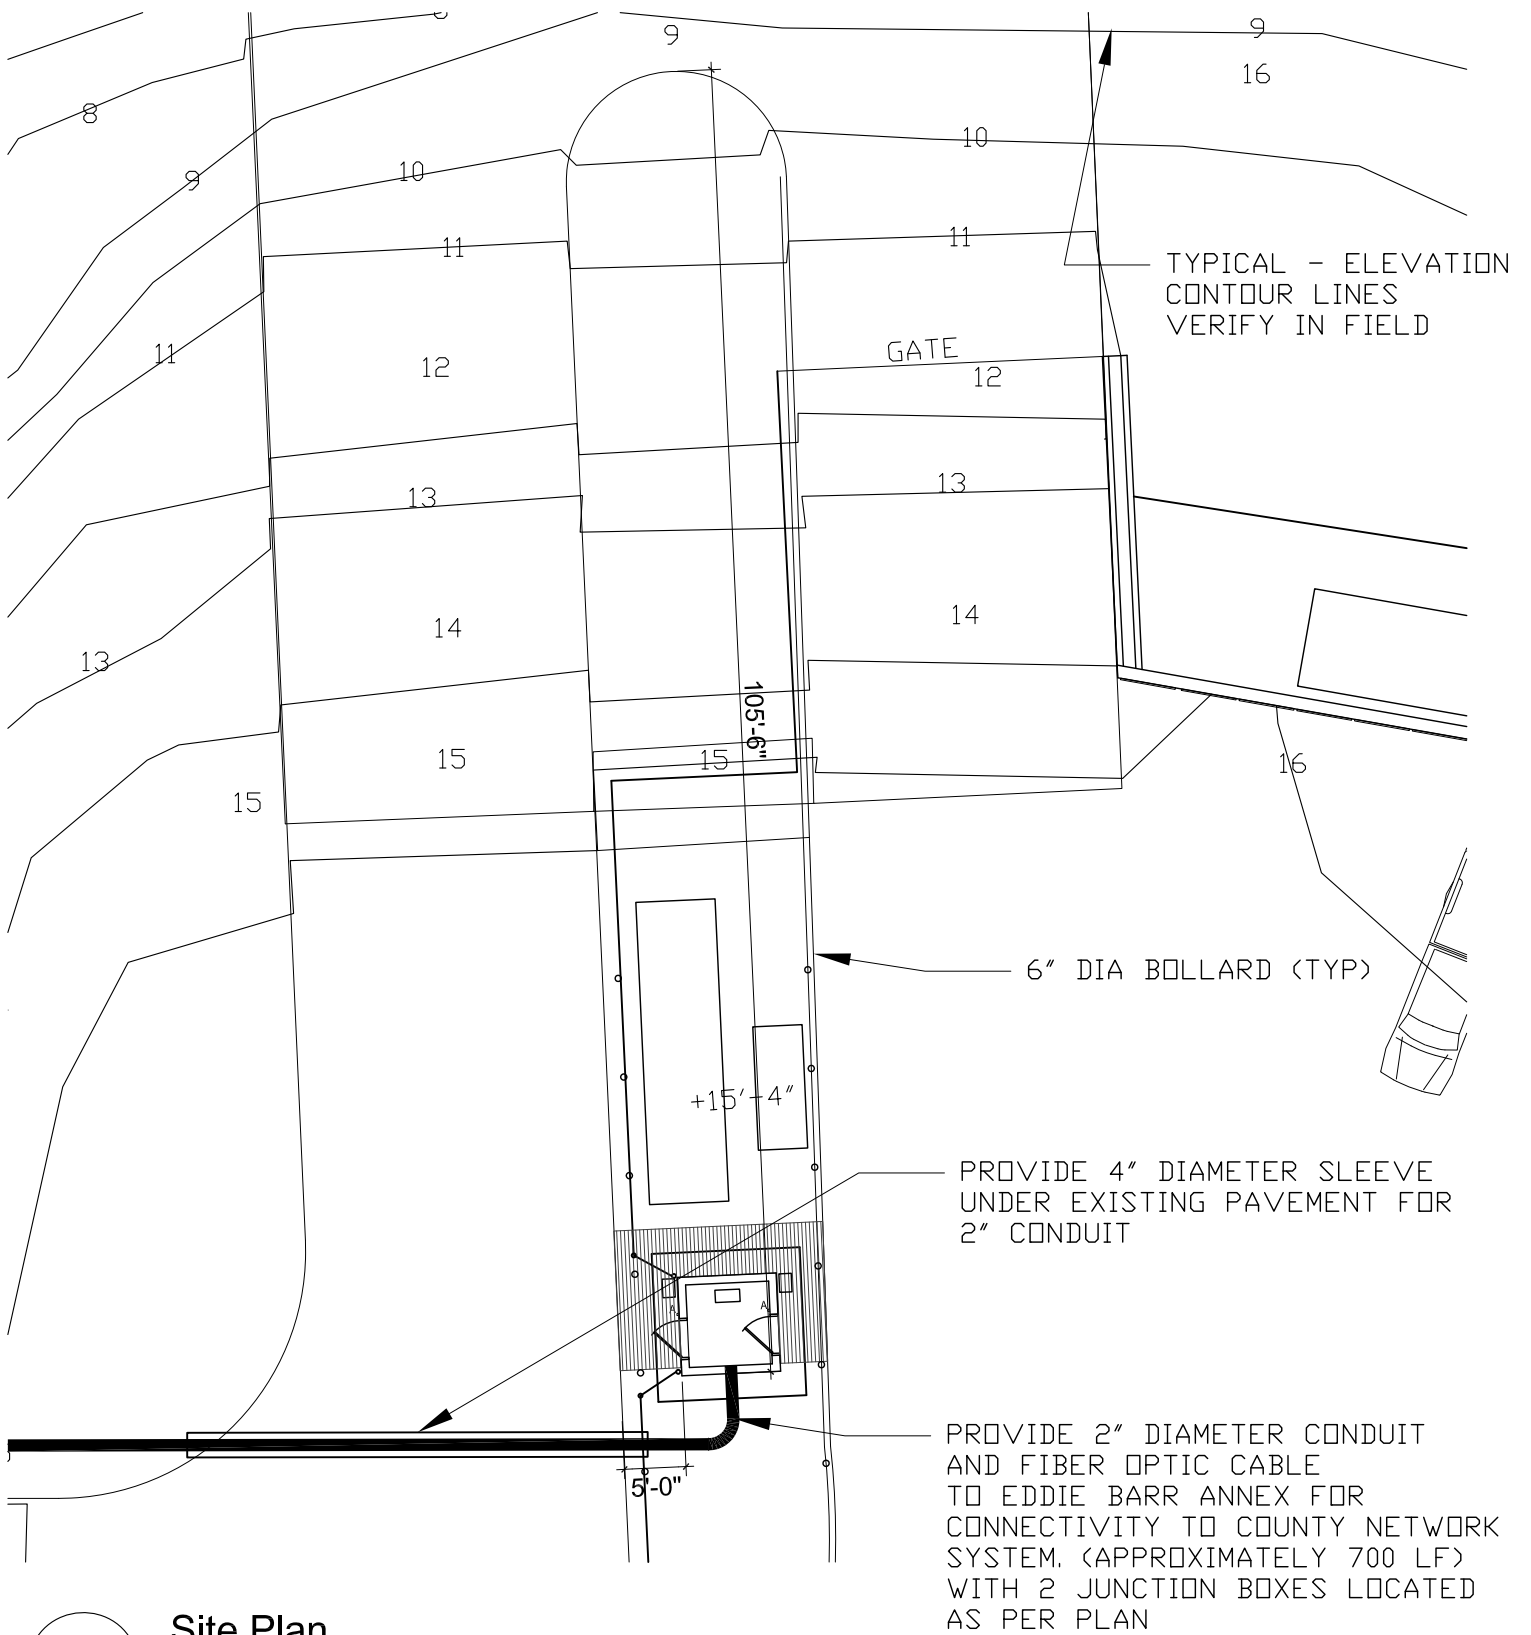 9
9
16
8
10
10
9
11
11
TYPICAL - ELEVATION
CONTOUR LINES
VERIFY IN FIELD
GATE
11
12
12
13
13
14
14
13
105'-6"
15
15
16
15
6" DIA BOLLARD (TYP)
+15'-4"
PROVIDE 4" DIAMETER SLEEVE
UNDER EXISTING PAVEMENT FOR
2" CONDUIT
A
A
PROVIDE 2" DIAMETER CONDUIT
AND FIBER OPTIC CABLE
TO EDDIE BARR ANNEX FOR
CONNECTIVITY TO COUNTY NETWORK
SYSTEM. (APPROXIMATELY 700 LF)
WITH 2 JUNCTION BOXES LOCATED
AS PER PLAN
5'-0"
Site Plan